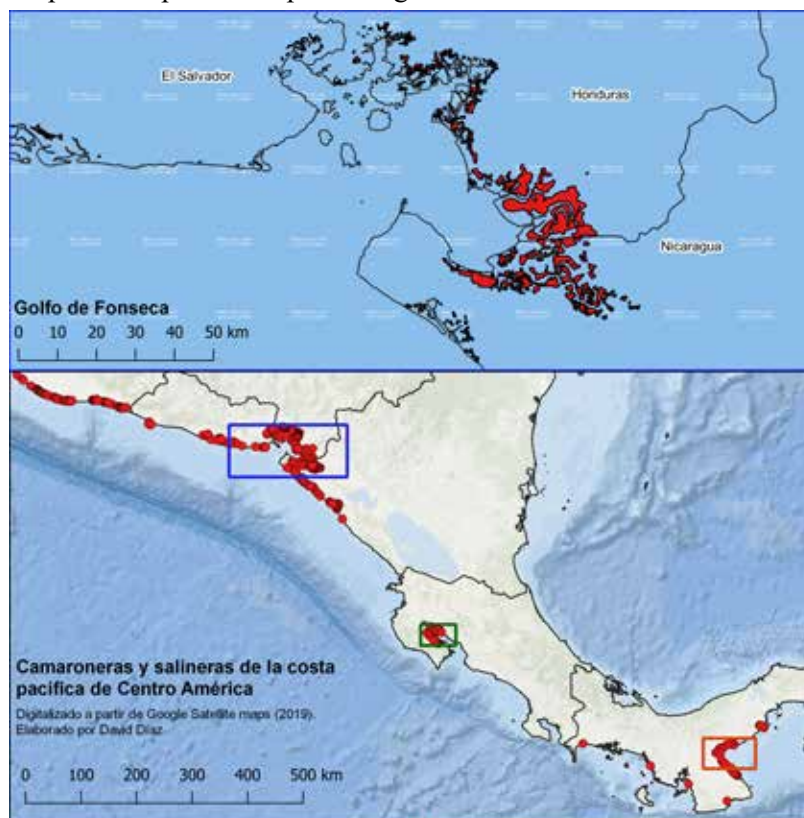 El Salvador
Honduras
Nicaragua
Golfo de Fonseca
0 10 20 30 40 50 km
Camaroneras y salineras de la costa
pacífica de Centro América
Digitalizado a partir de Google Satellite maps (2019).
Elaborado por David Díaz.
0 100 200 300 400 500 km